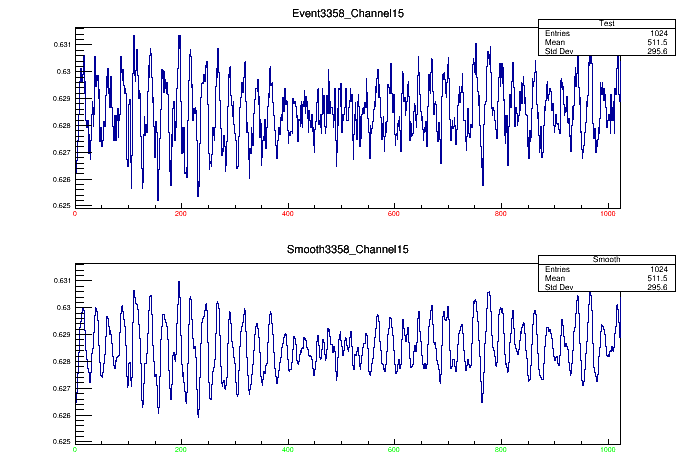 Event3358_Channel15
Test
Entries 1024
Mean 511.5
Std Dev 295.6
0.631
0.63
0.629
0.628
0.627
0.626
0.625
0 200 400 600 800 1000
Smooth3358_Channel15
Smooth
Entries 1024
Mean 511.5
Std Dev 295.6
0.631
0.63
0.629
0.628
0.627
0.626
0.625
0 200 400 600 800 1000